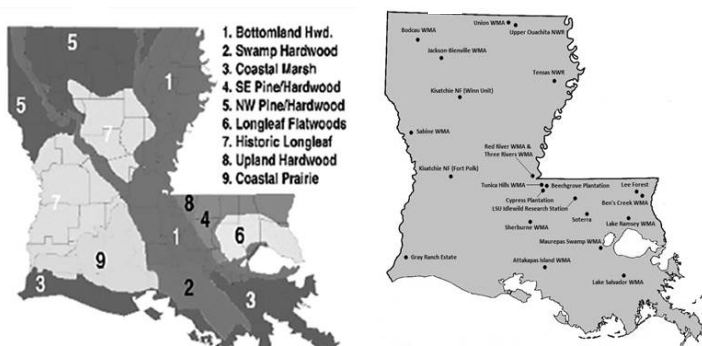 1. Bottomland Hwd.
2. Swamp Hardwood
3. Coastal Marsh
4. SE Pine/Hardwood
5. NW Pine/Hardwood
6. Longleaf Flatwoods
7. Historic Longleaf
8. Upland Hardwood
9. Coastal Prairie
5
1
5
7
7
8
4
6
1
9
2
3
3
Union WMA
Upper Ouachita NWR
Bodcau WMA
Jackson-Bienville WMA
Tensas NWR
Kisatchie NF (Winn Unit)
Sabine WMA
Red River WMA &
Three Rivers WMA
Kisatchie NF (Fort Polk)
Tunica Hills WMA
Beechgrove Plantation
Lee Forest
Cypress
Plantation
Ben's Creek WMA
LSU Idlewild Research Station
Soterra
Sherburne WMA
Lake Ramsey WMA
Maurepas Swamp WMA
Gray Ranch Estate
Attakapas Island WMA
Lake Salvador WMA